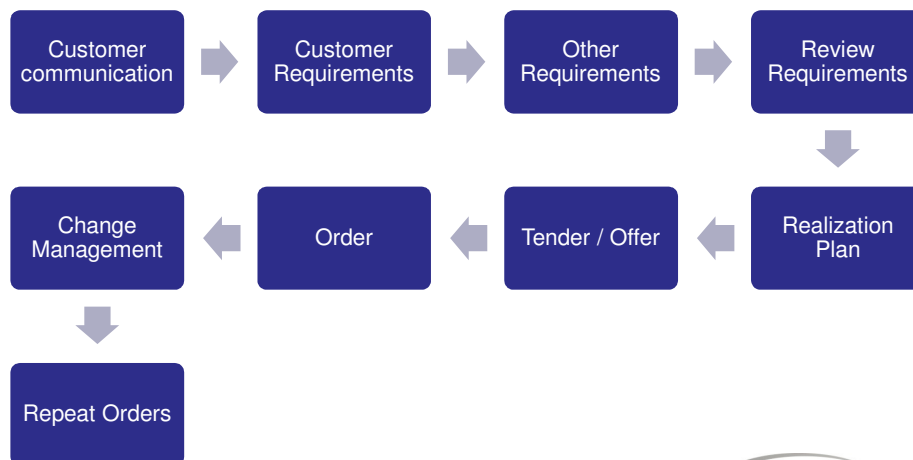 Customer
communication
Customer
Requirements
Other
Requirements
Review
Requirements
Realization
Plan
Tender / Offer
Order
Change
Management
Repeat Orders